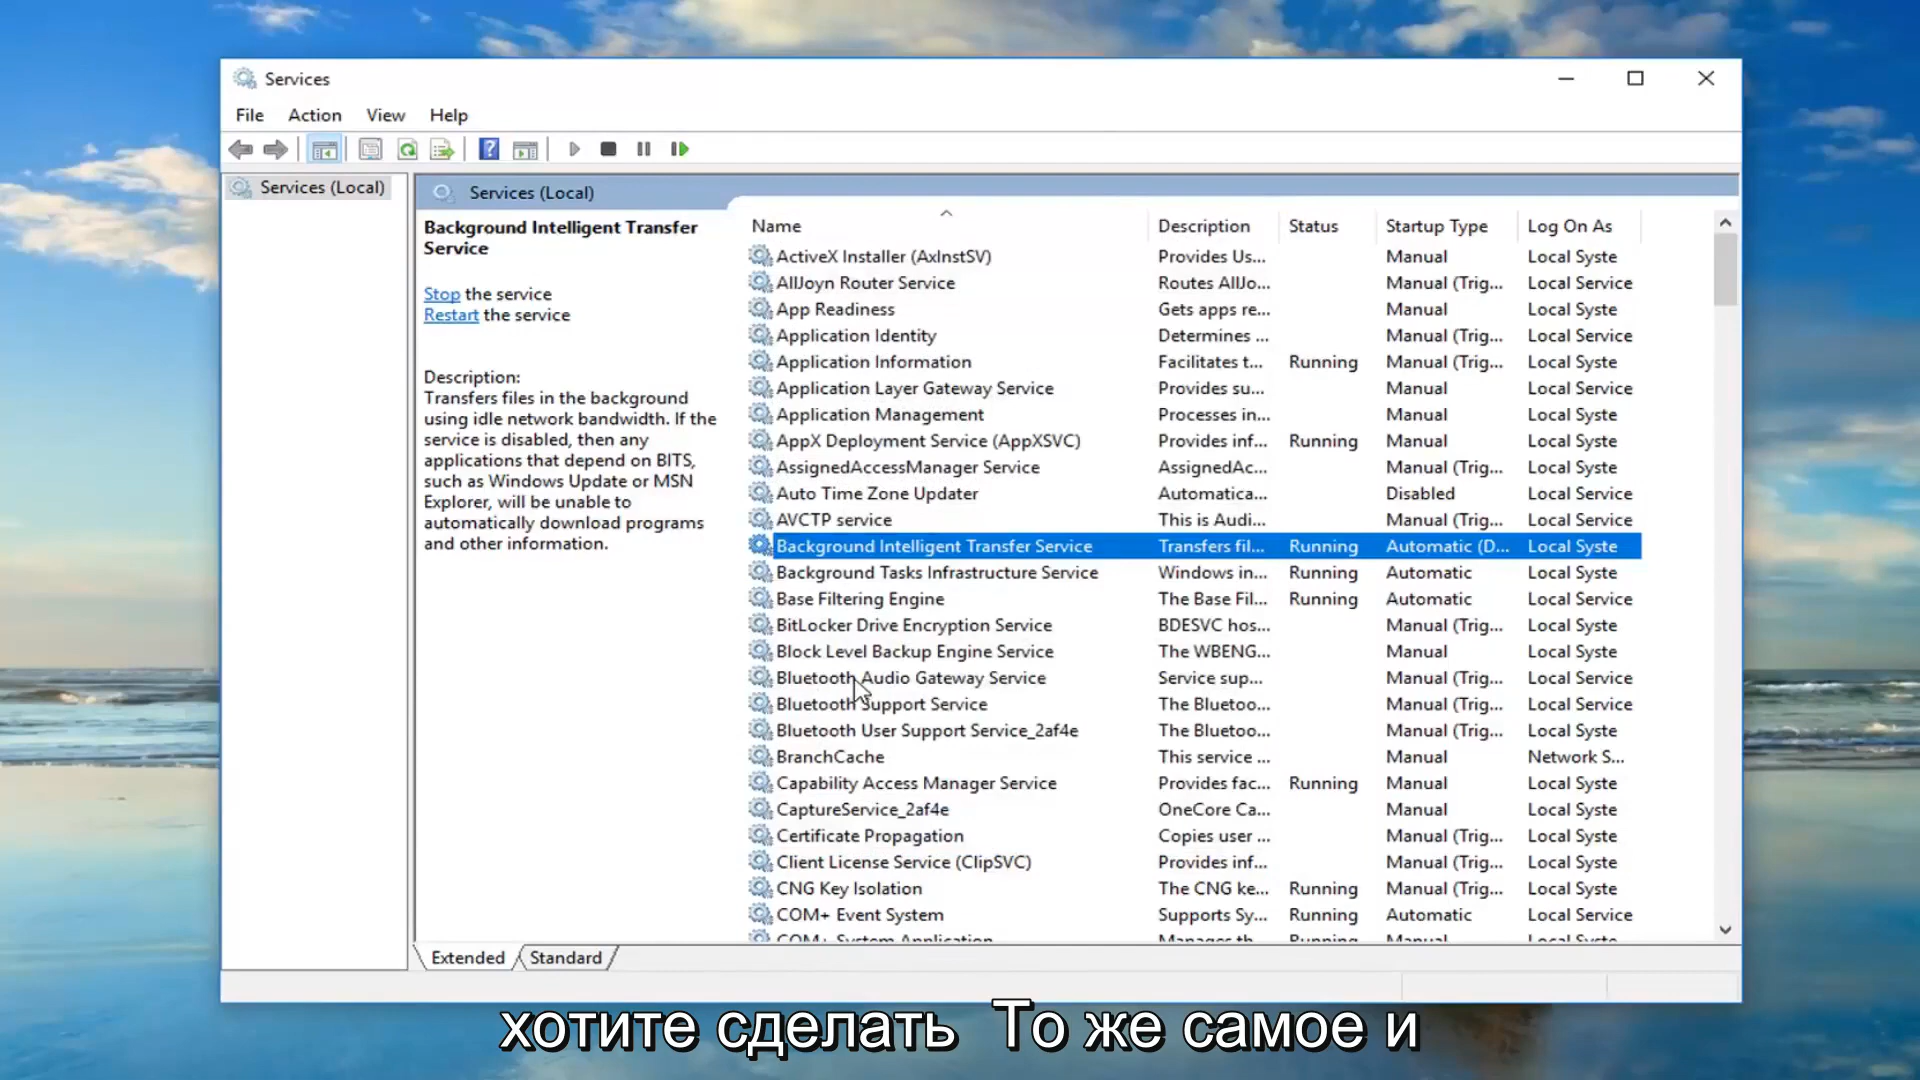 Services
File Action View Help
Services (Local)
Services (Local)
Background Intelligent Transfer
Service
Stop the service
Restart the service
Description:
Transfers files in the background
using idle network bandwidth. If the
service is disabled, then any
applications that depend on BITS,
such as Windows Update or MSN
Explorer, will be unable to
automatically download programs
and other information.
Name Description Status Startup Type Log On As
ActiveX Installer (AxInstSV) Provides Us... Manual Local Syste
AllJoyn Router Service Routes AllJo... Manual (Trig... Local Service
App Readiness Gets apps re... Manual Local Syste
Application Identity Determines ... Manual (Trig... Local Service
Application Information Facilitates t... Running Manual (Trig... Local Syste
Application Layer Gateway Service Provides su... Manual Local Service
Application Management Processes in... Manual Local Syste
AppX Deployment Service (AppXSVC) Provides inf... Running Manual Local Syste
AssignedAccessManager Service AssignedAc... Manual (Trig... Local Syste
Auto Time Zone Updater Automatica... Disabled Local Service
AVCTP service This is Audi... Manual (Trig... Local Service
Background Intelligent Transfer Service Transfers fil... Running Automatic (D... Local Syste
Background Tasks Infrastructure Service Windows in... Running Automatic Local Syste
Base Filtering Engine The Base Fil... Running Automatic Local Service
BitLocker Drive Encryption Service BDESVC hos... Manual (Trig... Local Syste
Block Level Backup Engine Service The WBENG... Manual Local Syste
Bluetooth Audio Gateway Service Service sup... Manual (Trig... Local Service
Bluetooth Support Service The Bluetoo... Manual (Trig... Local Service
Bluetooth User Support Service_2af4e The Bluetoo... Manual (Trig... Local Syste
BranchCache This service ... Manual Network S...
Capability Access Manager Service Provides fac... Running Manual Local Syste
CaptureService_2af4e OneCore Ca... Manual Local Syste
Certificate Propagation Copies user ... Manual (Trig... Local Syste
Client License Service (ClipSVC) Provides inf... Manual (Trig... Local Syste
CNG Key Isolation The CNG ke... Running Manual (Trig... Local Syste
COM+ Event System Supports Sy... Running Automatic Local Service
COM+ System Application Manages th... Running Manual Local Syste
Extended Standard
хотите сделать То же самое и